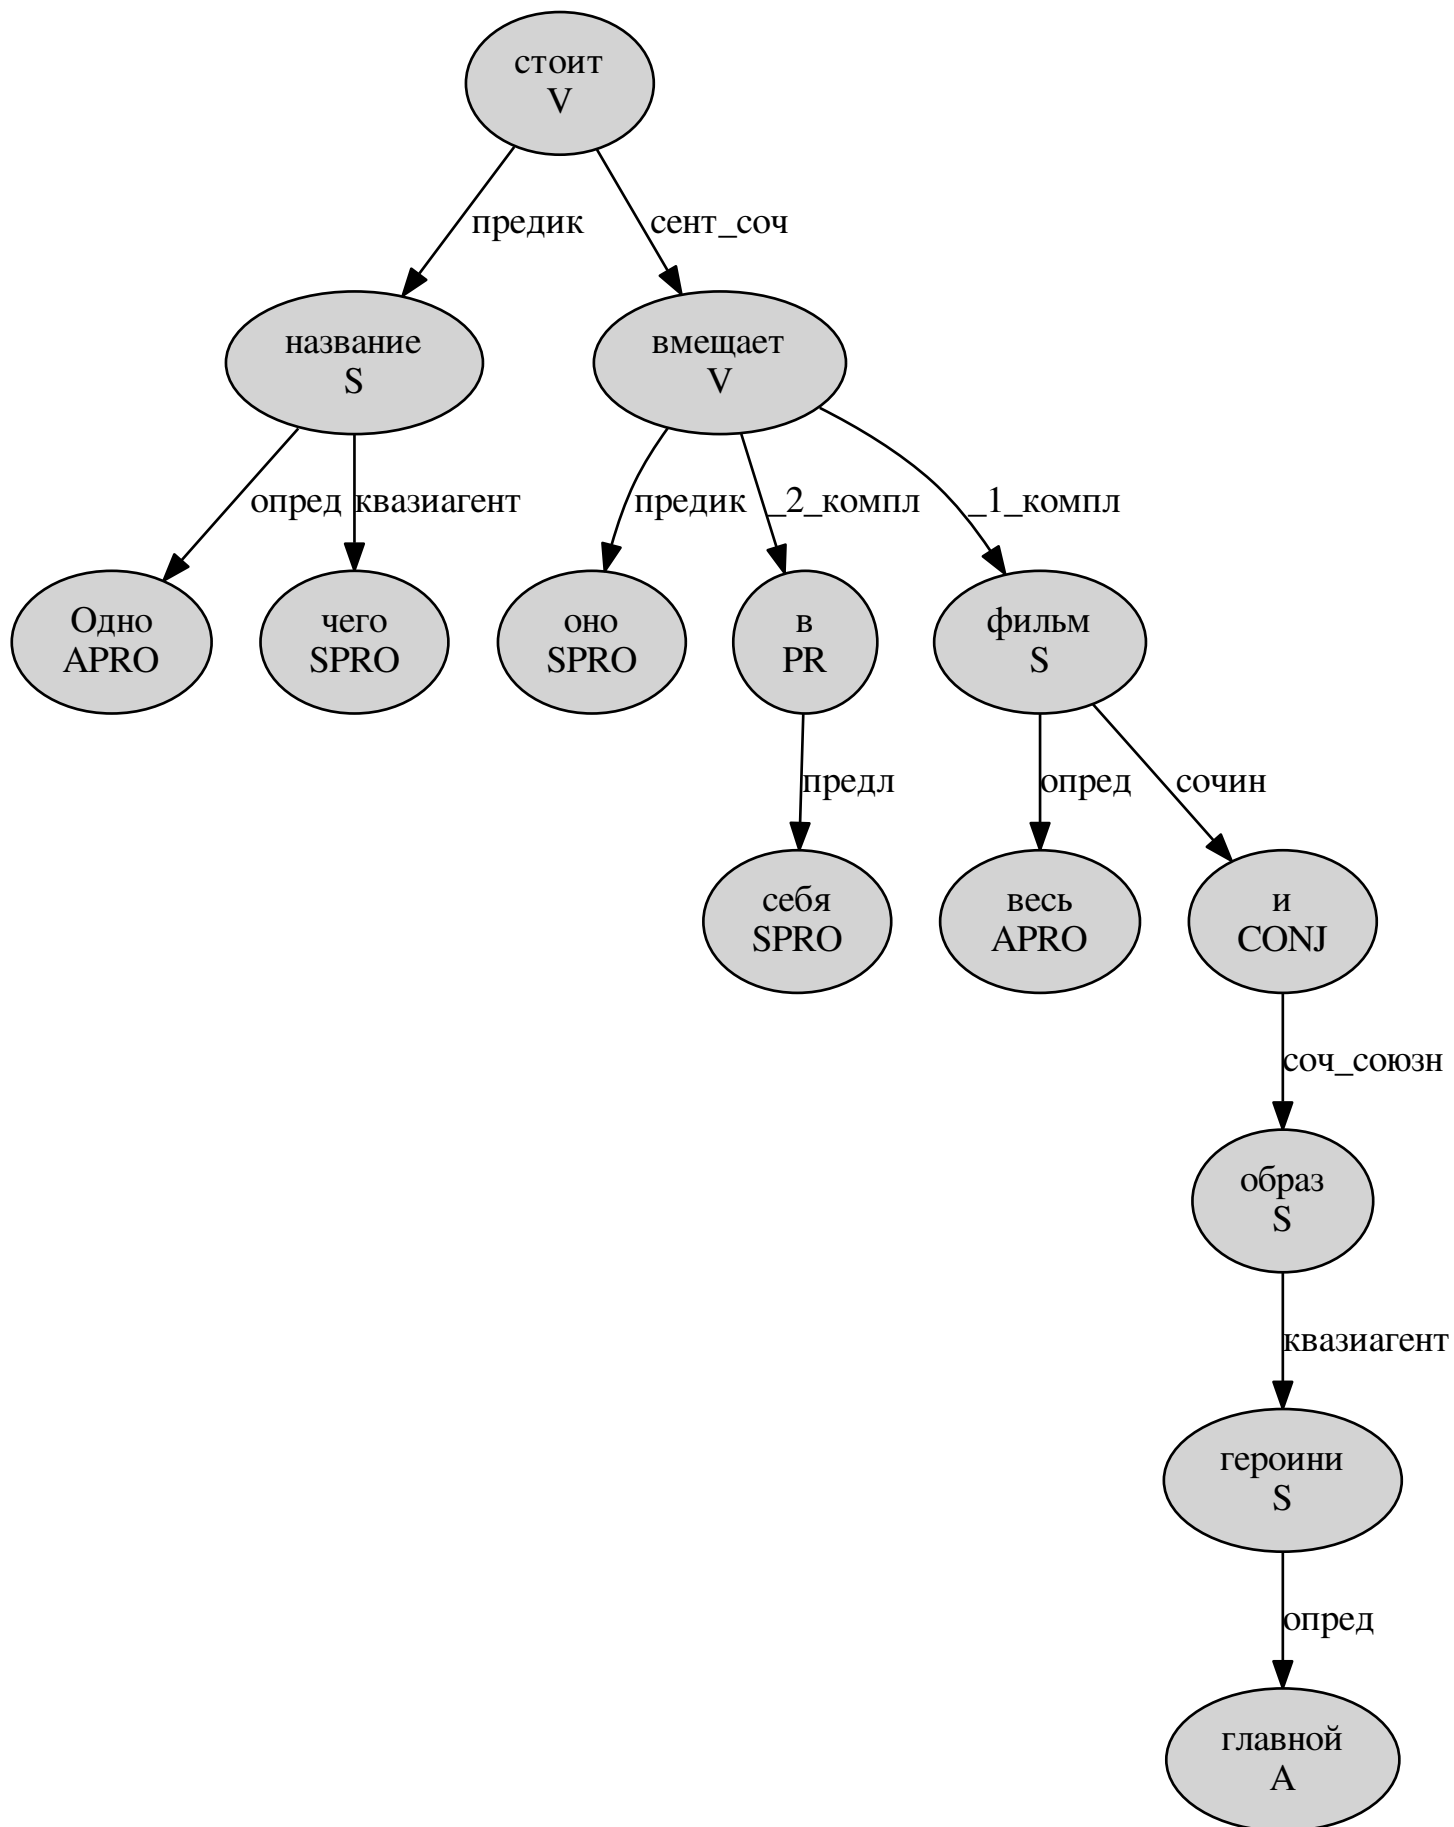 стоит
V
предик
сент_соч
название
S
вмещает
V
опред
квазиагент
предик
_2_компл
_1_компл
Одно
APRO
чего
SPRO
оно
SPRO
в
PR
фильм
S
предл
опред
сочин
себя
SPRO
весь
APRO
и
CONJ
соч_союзн
образ
S
квазиагент
героини
S
опред
главной
A